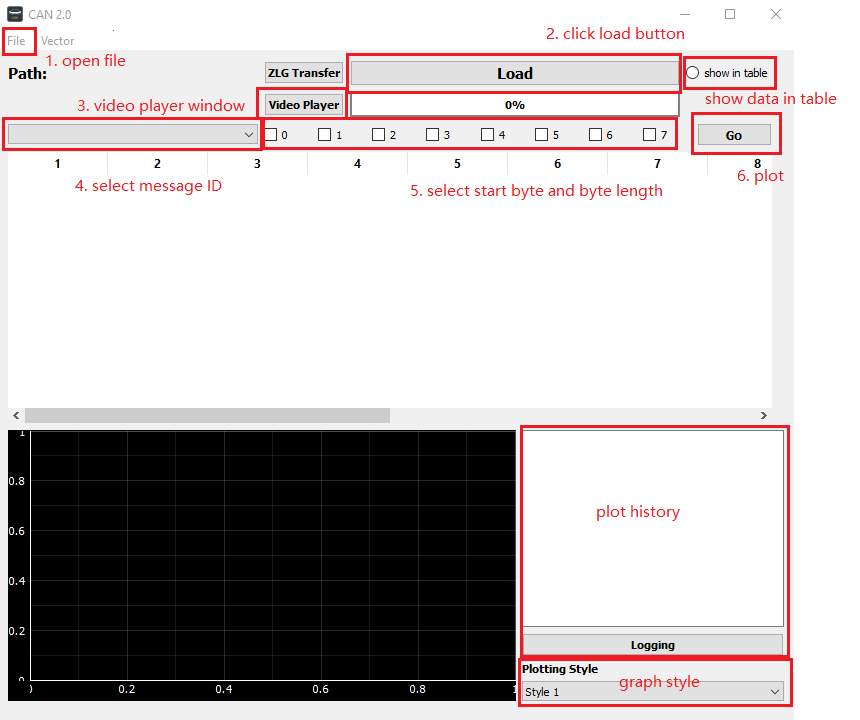 CAN 2.0
File Vector
2. click load button
1. open file
Path:
ZLG Transfer
Load
show in table
3. video player window
Video Player
0%
show data in table
0 1 2 3 4 5 6 7
Go
1 2 3 4 5 6 7 8
4. select message ID
5. select start byte and byte length
6. plot
1
0.8
0.6
0.4
0.2
0
0 0.2 0.4 0.6 0.8 1
plot history
Logging
Plotting Style
graph style
Style 1